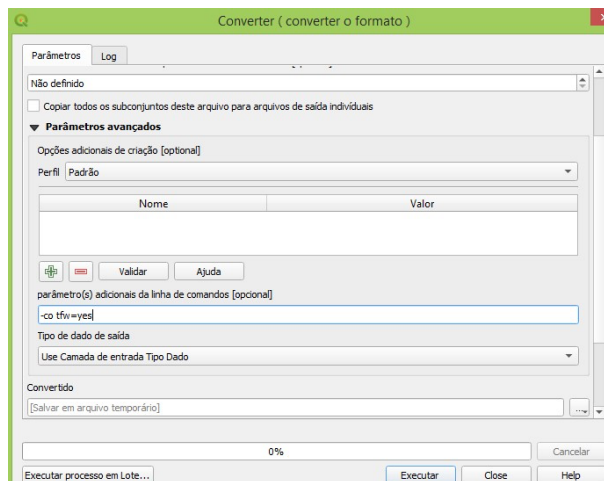 Converter ( converter o formato )
Parâmetros Log
Não definido
Copiar todos os subconjuntos deste arquivo para arquivos de saída individuais
Parâmetros avançados
Opções adicionais de criação [optional]
Perfil Padrão
Nome Valor
Validar Ajuda
parâmetro(s) adicionais da linha de comandos [opcional]
-co tfw=yes
Tipo de dado de saída
Use Camada de entrada Tipo Dado
Convertido
[Salvar em arquivo temporário] ...
0% Cancelar
Executar processo em Lote... Executar Close Help